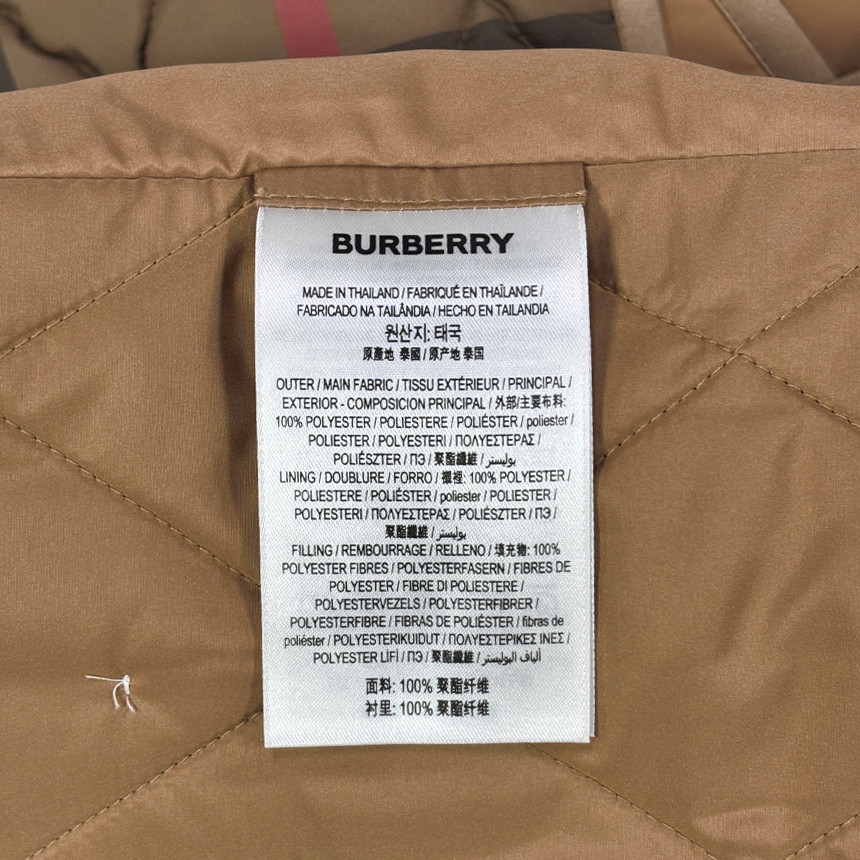 BURBERRY
MADE IN THAILAND / FABRIQUÉ EN THAÏLANDE /
FABRICADO NA TAILÂNDIA / HECHO EN TAILANDIA
원산지: 태국
原產地 泰國 / 原产地 泰国
OUTER / MAIN FABRIC / TISSU EXTÉRIEUR / PRINCIPAL /
EXTERIOR - COMPOSICION PRINCIPAL / 外部/主要布料:
100% POLYESTER / POLIESTERE / POLIÉSTER / poliester /
POLIESTER / POLYESTERI / ΠΟΛΥΕΣΤΕΡΑΣ /
POLIÉSZTER / ПЭ / 聚酯纖維 / بوليستر
LINING / DOUBLURE / FORRO / 襯裡: 100% POLYESTER /
POLIESTERE / POLIÉSTER / poliester / POLIESTER /
POLYESTERI / ΠΟΛΥΕΣΤΕΡΑΣ / POLIÉSZTER / ПЭ /
聚酯纖維 / بوليستر
FILLING / REMBOURRAGE / RELLENO / 填充物: 100%
POLYESTER FIBRES / POLYESTERFASERN / FIBRES DE
POLYESTER / FIBRE DI POLIESTERE /
POLYESTERVEZELS / POLYESTERFIBRER /
POLYESTERFIBRE / FIBRAS DE POLIÉSTER / fibras de
poliéster / POLYESTERIKUIDUT / ΠΟΛΥΕΣΤΕΡΙΚΕΣ ΙΝΕΣ /
POLYESTER LİFİ / ПЭ / 聚酯纖維 / ألياف البوليستر
面料: 100% 聚酯纤维
衬里: 100% 聚酯纤维